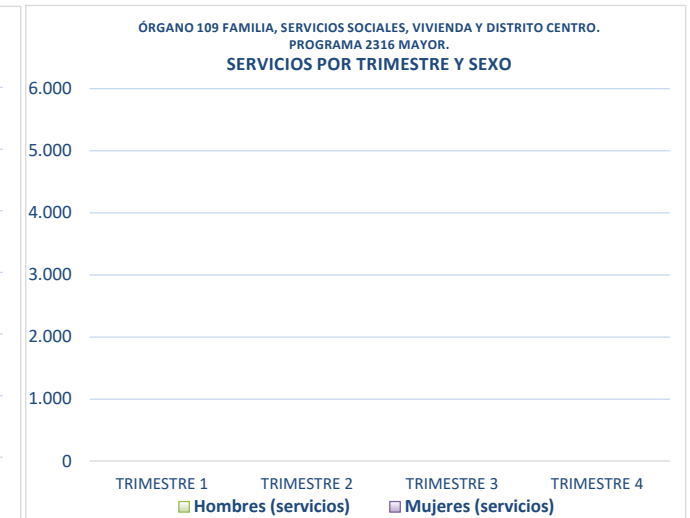 ÓRGANO 109 FAMILIA, SERVICIOS SOCIALES, VIVIENDA Y DISTRITO CENTRO.
PROGRAMA 2316 MAYOR.
SERVICIOS POR TRIMESTRE Y SEXO
6.000
5.000
4.000
3.000
2.000
1.000
0
TRIMESTRE 1 TRIMESTRE 2 TRIMESTRE 3 TRIMESTRE 4
Hombres (servicios) Mujeres (servicios)